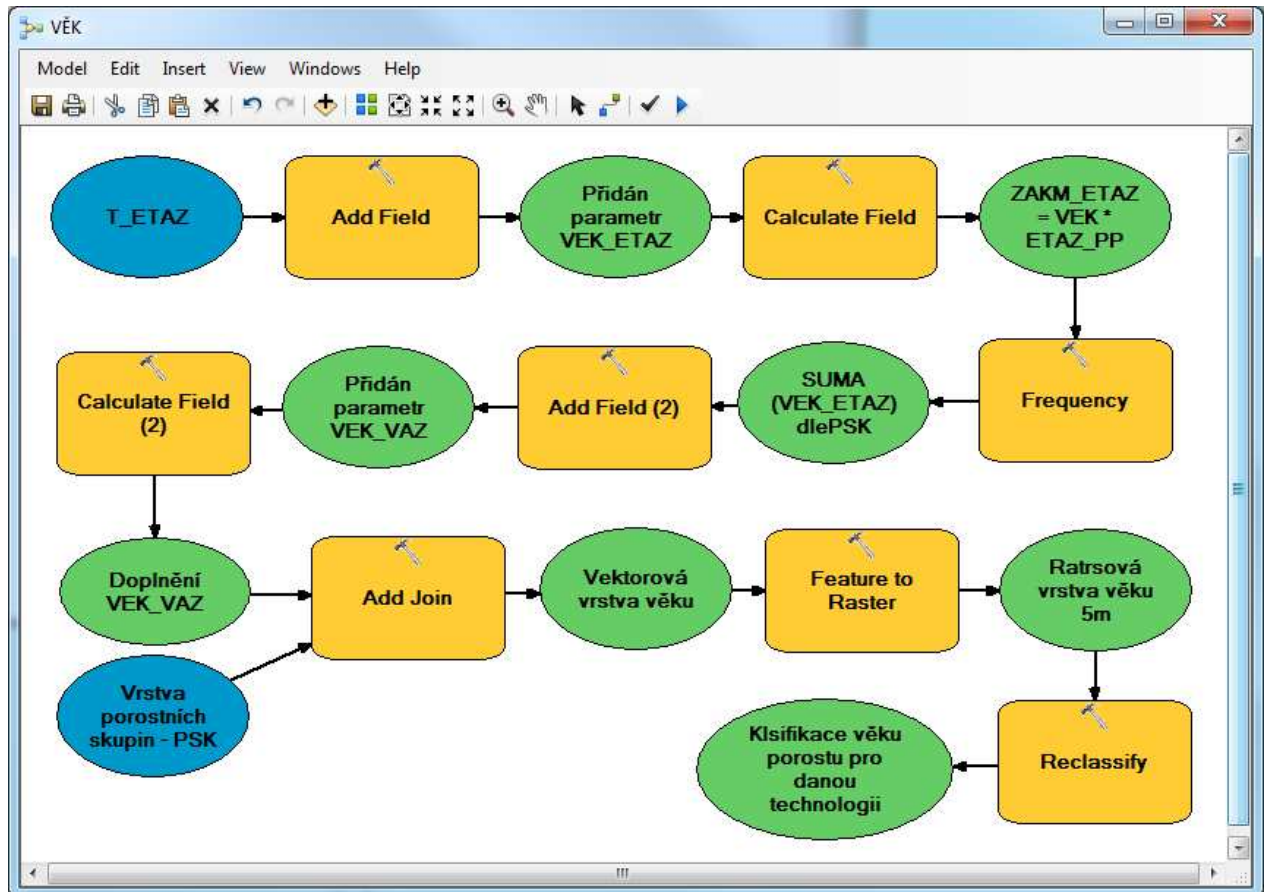 VĚK
Model Edit Insert View Windows Help
T_ETAZ
Add Field
Přidán
parametr
VEK_ETAZ
Calculate Field
ZAKM_ETAZ
= VEK *
ETAZ_PP
Calculate Field
(2)
Přidán
parametr
VEK_VAZ
Add Field (2)
SUMA
(VEK_ETAZ)
dlePSK
Frequency
Doplnění
VEK_VAZ
Add Join
Vektorová
vrstva věku
Feature to
Raster
Ratrsová
vrstva věku
5m
Vrstva
porostních
skupin - PSK
Klsifikace věku
porostu pro
danou
technologii
Reclassify